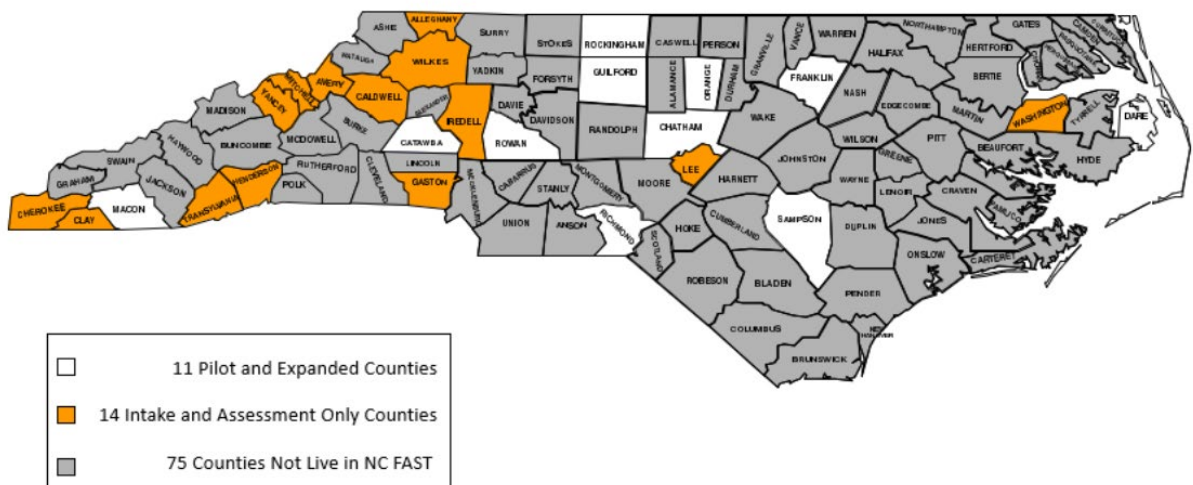 ALLEGHANY
ASHE
SURRY
STOKES
ROCKINGHAM
CASWELL
PERSON
GRANVILLE
VANCE
WARREN
NORTHAMPTON
GATES
CAMDEN
HALIFAX
HERTFORD
WATAUGA
WILKES
YADKIN
FORSYTH
GUILFORD
ALAMANCE
ORANGE
DURHAM
FRANKLIN
BERTIE
MITCHELL
AVERY
YANCEY
CALDWELL
ALEXANDER
IREDELL
DAVIE
DAVIDSON
RANDOLPH
CHATHAM
WAKE
NASH
EDGECOMBE
MARTIN
WASHINGTON
TYRRELL
DARE
MADISON
BURKE
CATAWBA
ROWAN
WILSON
PITT
BEAUFORT
HYDE
HAYWOOD
BUNCOMBE
MCDOWELL
SWAIN
GRAHAM
JACKSON
RUTHERFORD
POLK
CLEVELAND
LINCOLN
GASTON
MECKLENBURG
CABARRUS
STANLY
MONTGOMERY
MOORE
LEE
HARNETT
JOHNSTON
GREENE
WAYNE
LENOIR
CRAVEN
PAMLICO
JONES
CHEROKEE
CLAY
MACON
TRANSYLVANIA
HENDERSON
UNION
ANSON
RICHMOND
SCOTLAND
HOKE
CUMBERLAND
SAMPSON
DUPLIN
ONSLOW
CARTERET
ROBESON
BLADEN
PENDER
COLUMBUS
NEW
HANOVER
BRUNSWICK
11 Pilot and Expanded Counties
14 Intake and Assessment Only Counties
75 Counties Not Live in NC FAST